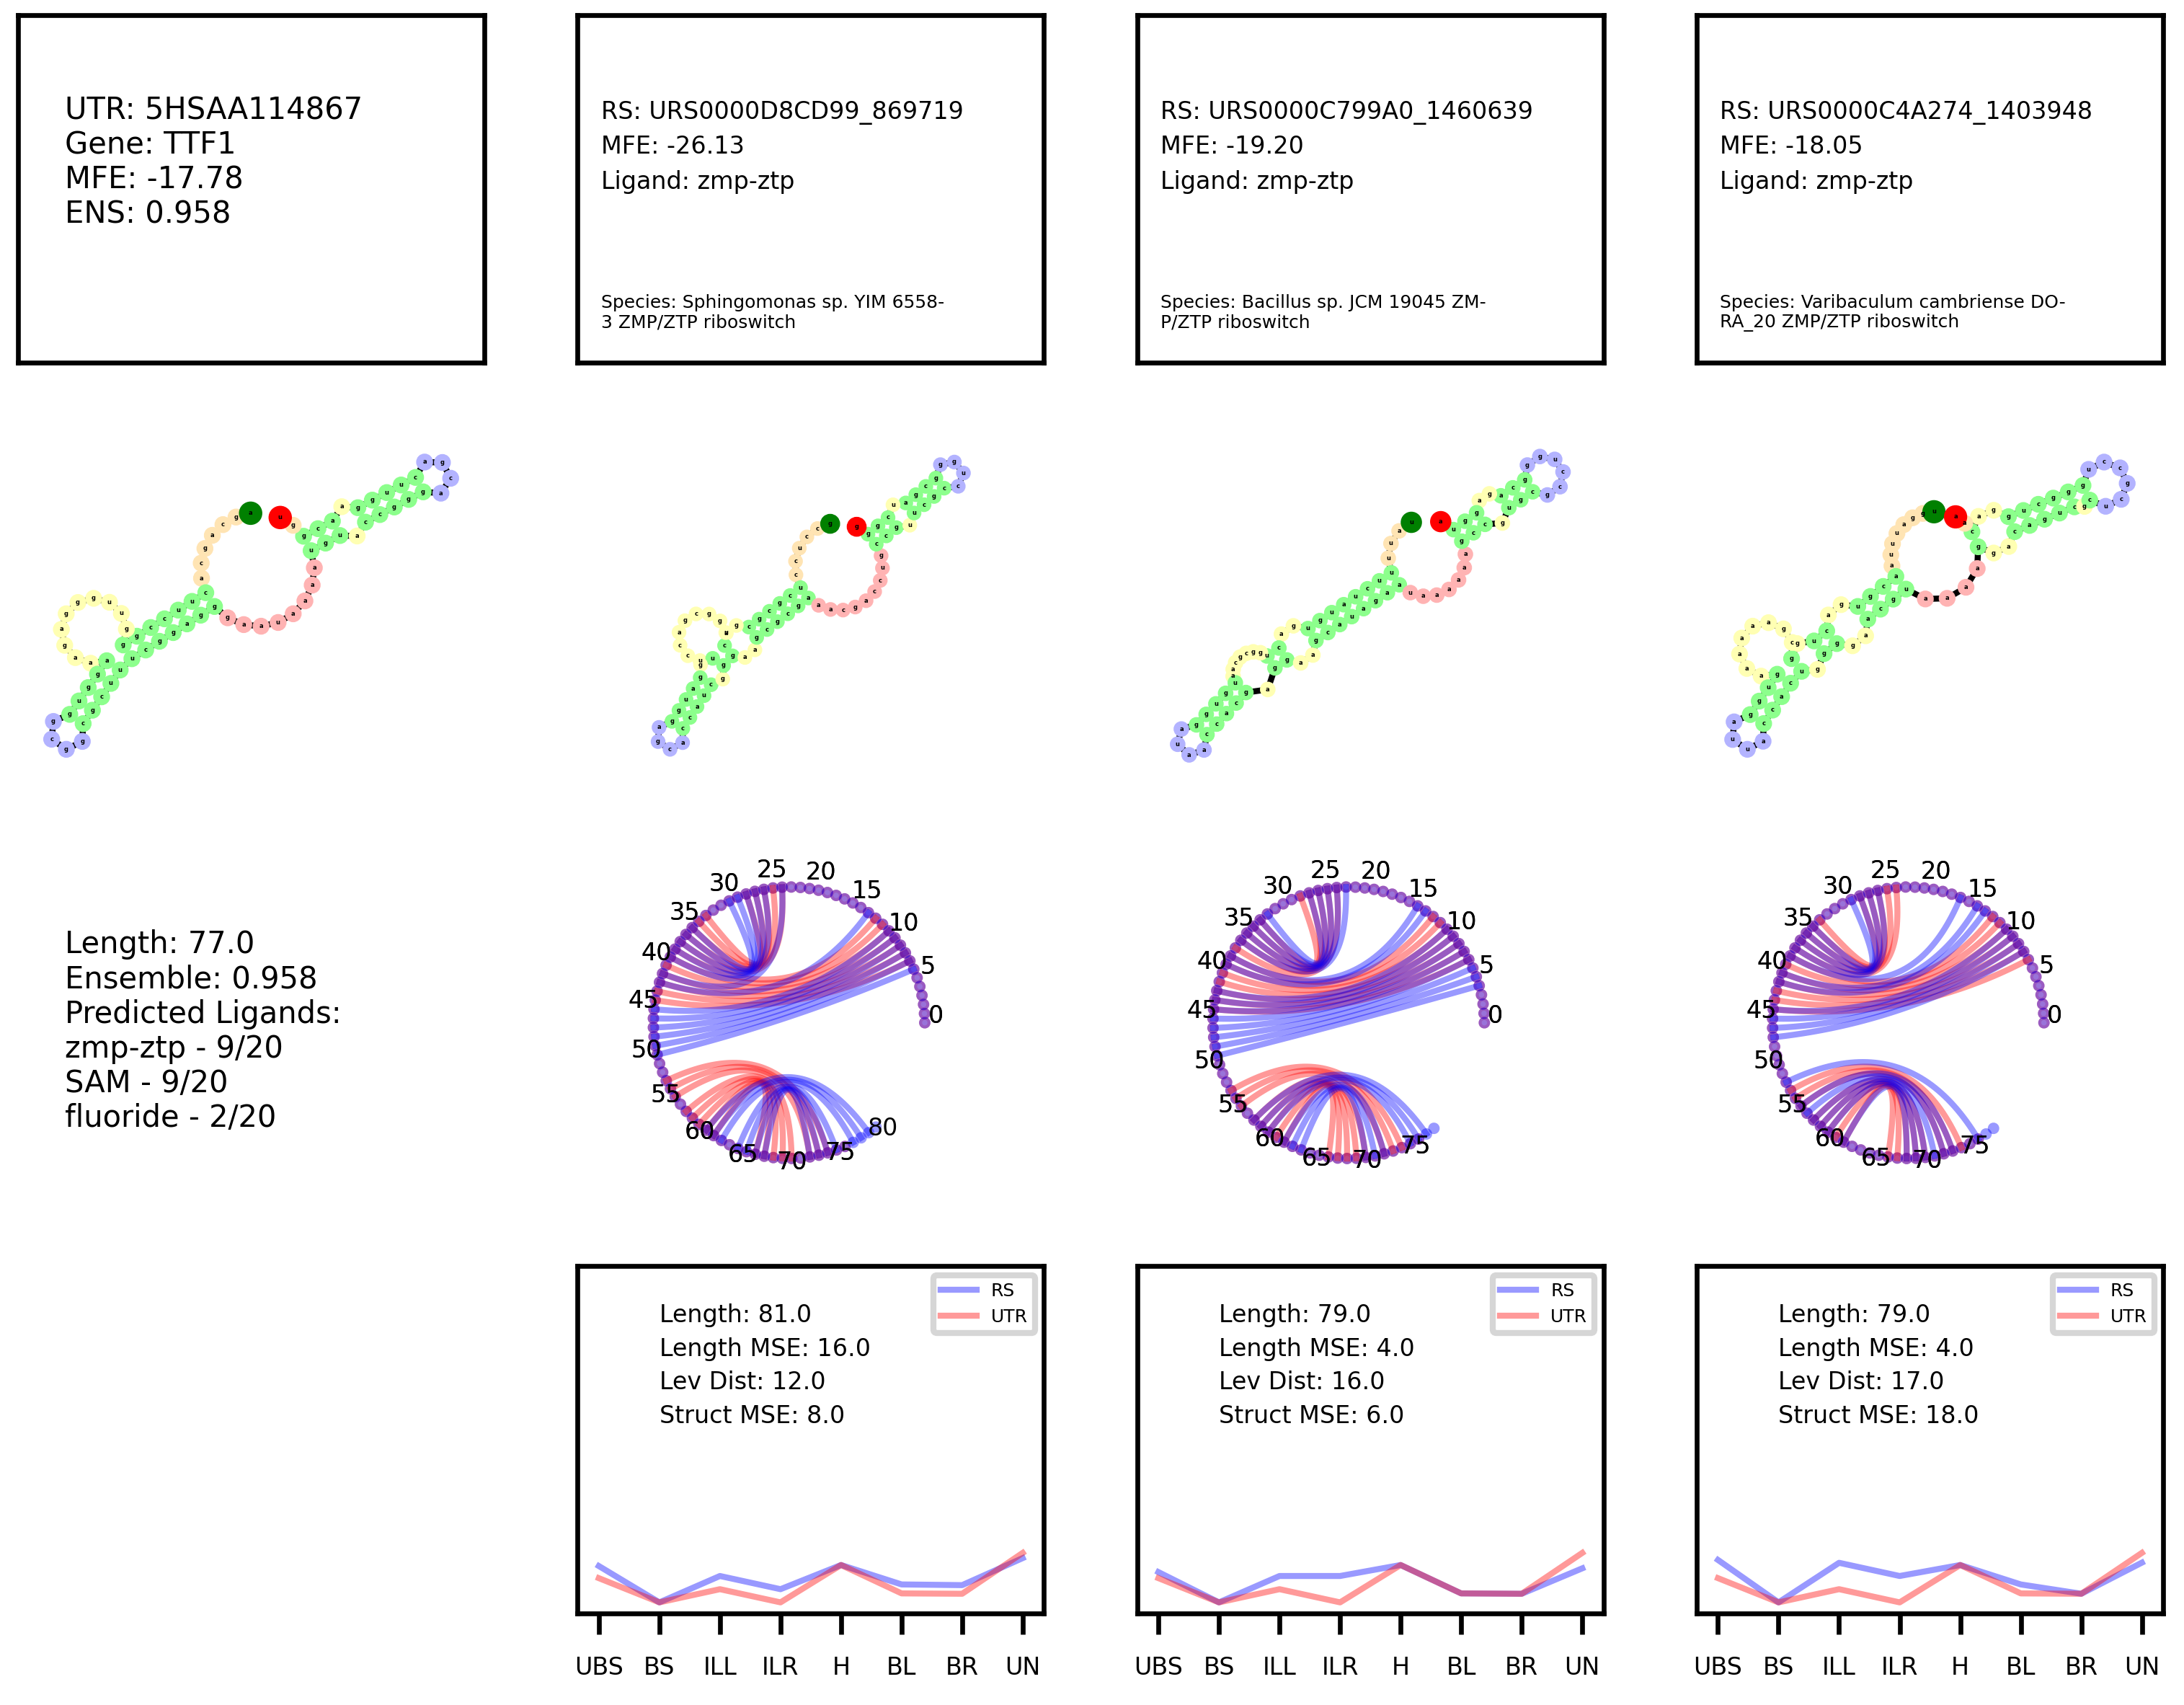 UTR: 5HSAA114867
Gene: TTF1
MFE: -17.78
ENS: 0.958
RS: URS0000D8CD99_869719
MFE: -26.13
Ligand: zmp-ztp
Species: Sphingomonas sp. YIM 6558-
3 ZMP/ZTP riboswitch
RS: URS0000C799A0_1460639
MFE: -19.20
Ligand: zmp-ztp
Species: Bacillus sp. JCM 19045 ZM-
P/ZTP riboswitch
RS: URS0000C4A274_1403948
MFE: -18.05
Ligand: zmp-ztp
Species: Varibaculum cambriense DO-
RA_20 ZMP/ZTP riboswitch
Length: 77.0
Ensemble: 0.958
Predicted Ligands:
zmp-ztp - 9/20
SAM - 9/20
fluoride - 2/20
0 5 10 15 20 25 30 35 40 45 50 55 60 65 70 75 80
0 5 10 15 20 25 30 35 40 45 50 55 60 65 70 75
0 5 10 15 20 25 30 35 40 45 50 55 60 65 70 75
RS
UTR
Length: 81.0
Length MSE: 16.0
Lev Dist: 12.0
Struct MSE: 8.0
UBS BS ILL ILR H BL BR UN
RS
UTR
Length: 79.0
Length MSE: 4.0
Lev Dist: 16.0
Struct MSE: 6.0
UBS BS ILL ILR H BL BR UN
RS
UTR
Length: 79.0
Length MSE: 4.0
Lev Dist: 17.0
Struct MSE: 18.0
UBS BS ILL ILR H BL BR UN